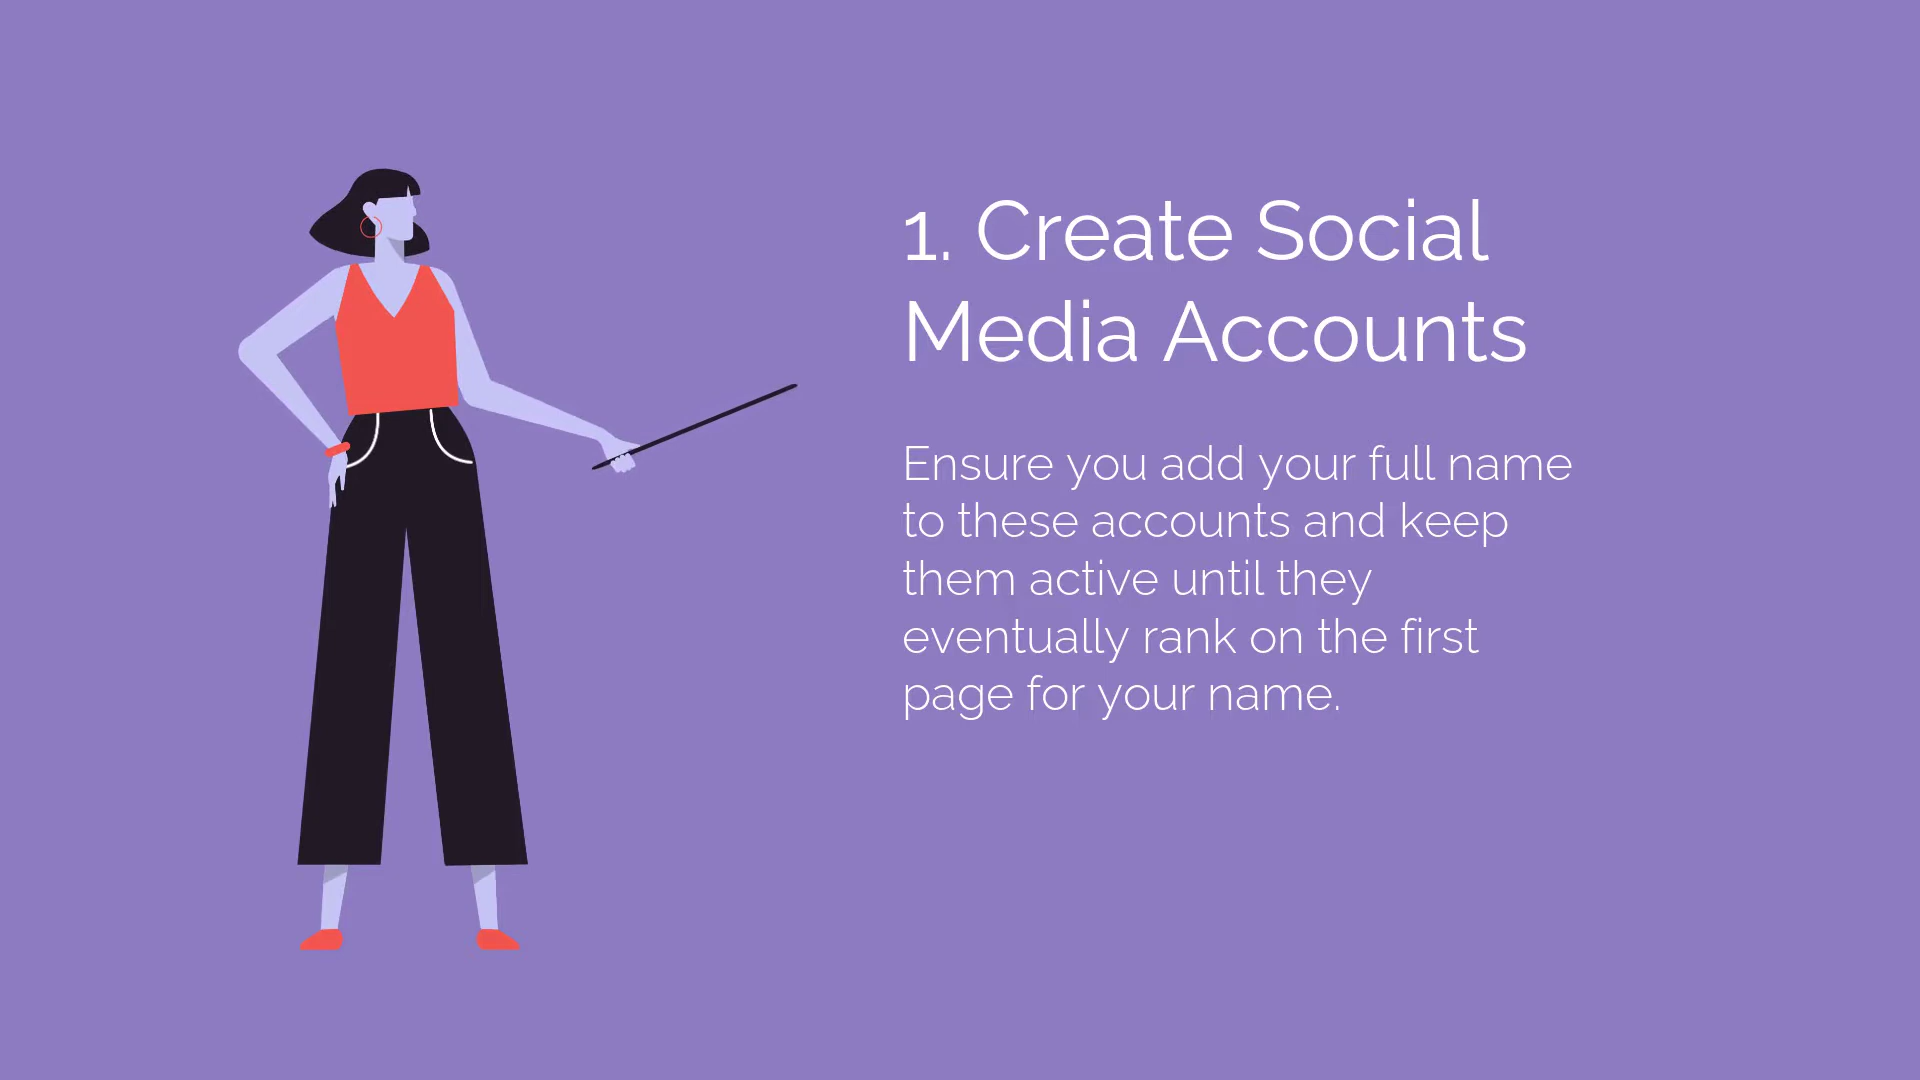 1. Create Social
Media Accounts
Ensure you add your full name
to these accounts and keep
them active until they
eventually rank on the first
page for your name.